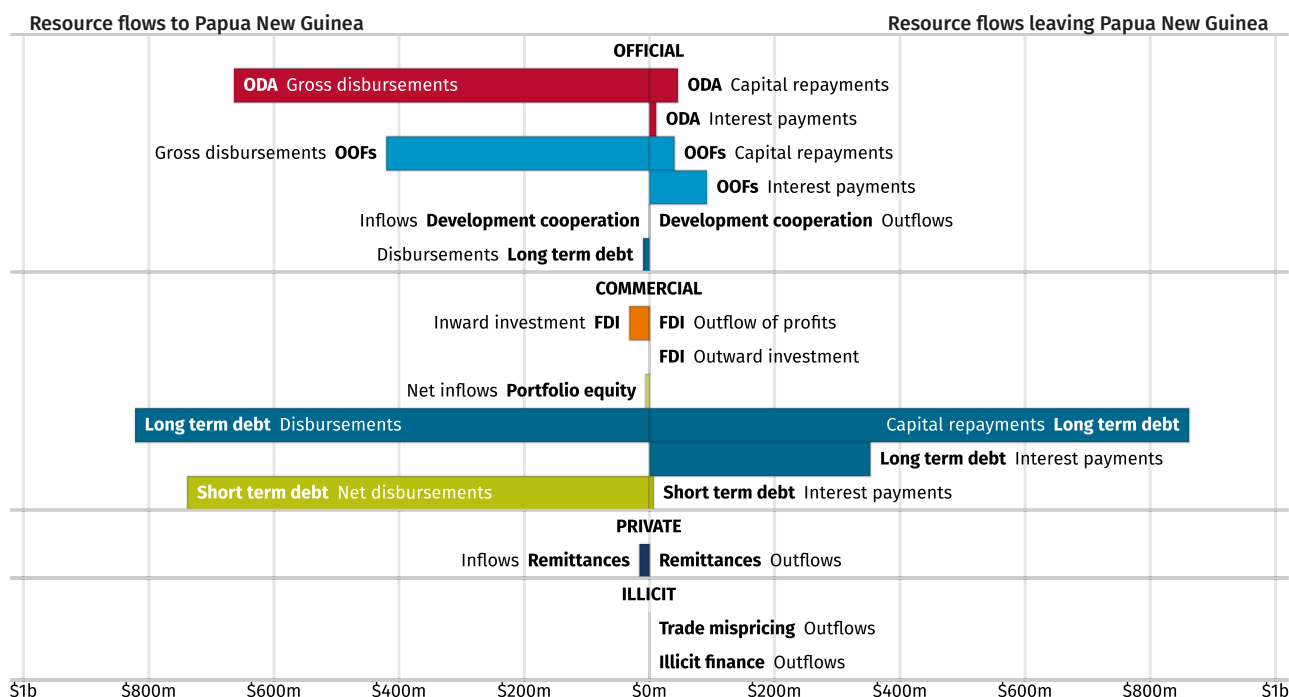 Resource flows to Papua New Guinea Resource flows leaving Papua New Guinea
OFFICIAL
ODA Gross disbursements ODA Capital repayments
ODA Interest payments
Gross disbursements OOFs OOFs Capital repayments
OOFs Interest payments
Inflows Development cooperation Development cooperation Outflows
Disbursements Long term debt
COMMERCIAL
Inward investment FDI FDI Outflow of profits
FDI Outward investment
Net inflows Portfolio equity
Long term debt Disbursements Capital repayments Long term debt
Long term debt Interest payments
Short term debt Net disbursements Short term debt Interest payments
PRIVATE
Inflows Remittances Remittances Outflows
ILLICIT
Trade mispricing Outflows
Illicit finance Outflows
$1b $800m $600m $400m $200m $0m $200m $400m $600m $800m $1b